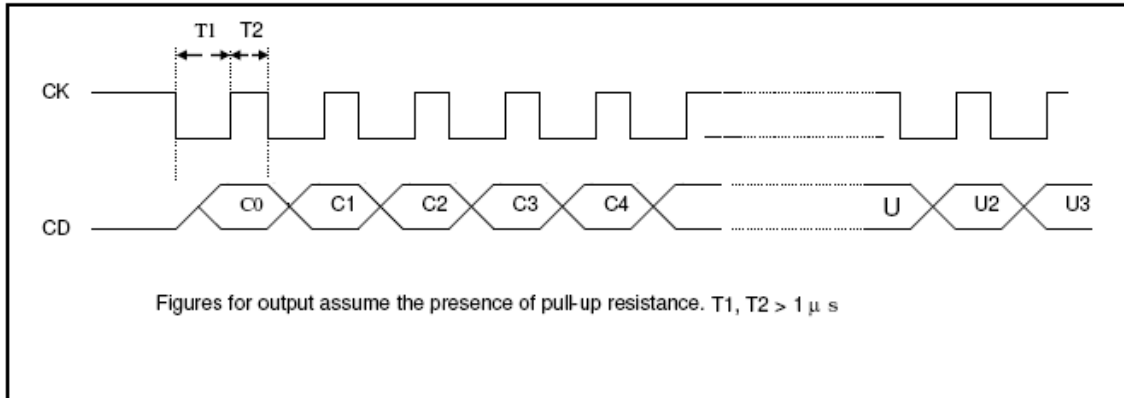 T1 T2
CK
C0 C1 C2 C3 C4 U U2 U3
CD
Figures for output assume the presence of pull-up resistance. T1, T2 > 1 μ s